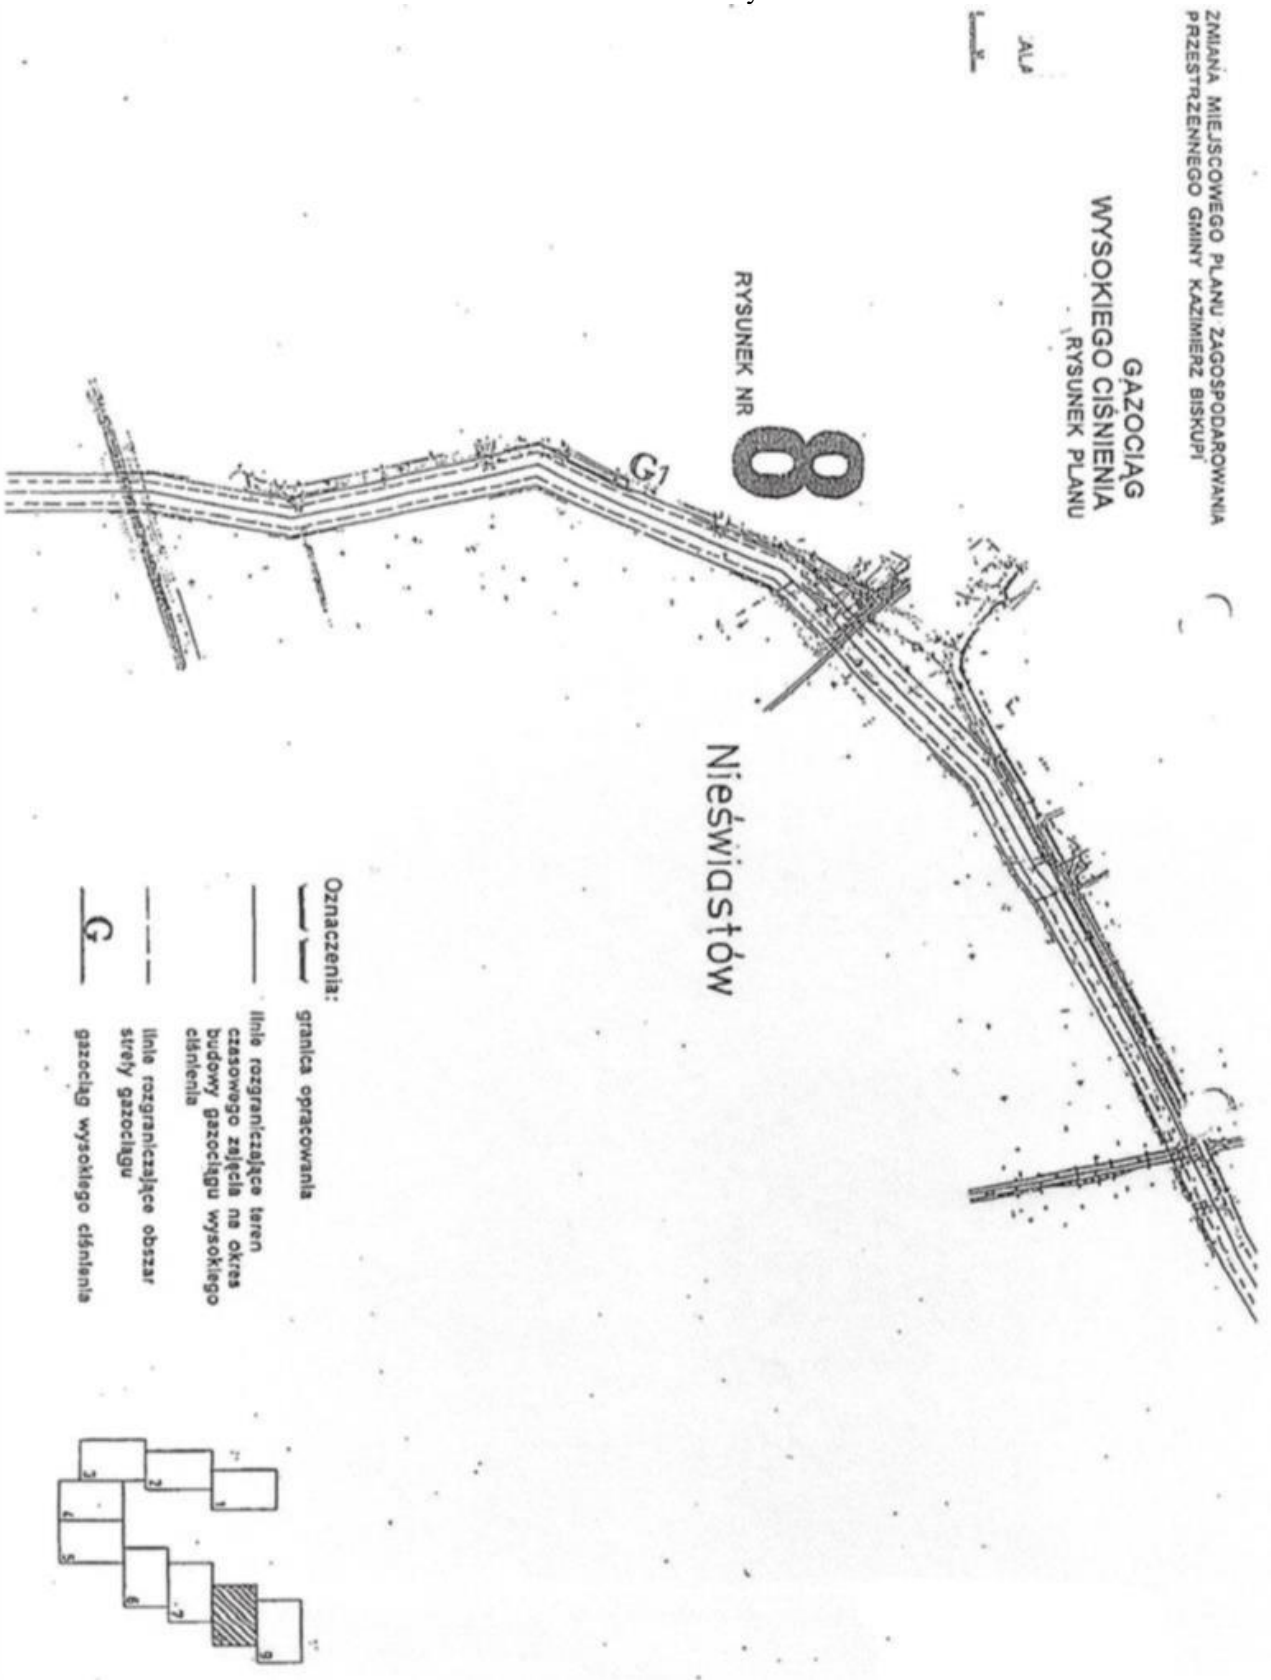 ZMIANA MIEJSCOWEGO PLANU ZAGOSPODAROWANIA
PRZESTRZENNEGO GMINY KAZIMIERZ BISKUPI
GAZOCIĄG
WYSOKIEGO CIŚNIENIA
RYSUNEK PLANU
RYSUNEK NR
8
G1
Nieświastów
Oznaczenia:
granica opracowania
linie rozgraniczające teren
czasowego zajęcia na okres
budowy gazociągu wysokiego
ciśnienia
linie rozgraniczające obszar
strefy gazociągu
G
gazociąg wysokiego ciśnienia
1
2
3
4
5
6
7
9